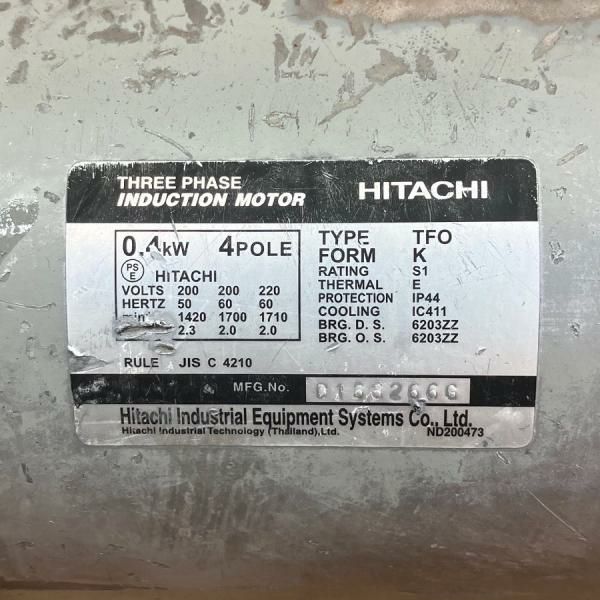 THREE PHASE
INDUCTION MOTOR
HITACHI
0.4kW 4POLE
PS E HITACHI
VOLTS 200 200 220
HERTZ 50 60 60
min 1420 1700 1710
2.3 2.0 2.0
RULE JIS C 4210
TYPE TFO
FORM K
RATING S1
THERMAL E
PROTECTION IP44
COOLING IC411
BRG. D. S. 6203ZZ
BRG. O. S. 6203ZZ
MFG.No.
Hitachi Industrial Equipment Systems Co., Ltd.
Hitachi Industrial Technology (Thailand),Ltd. ND200473